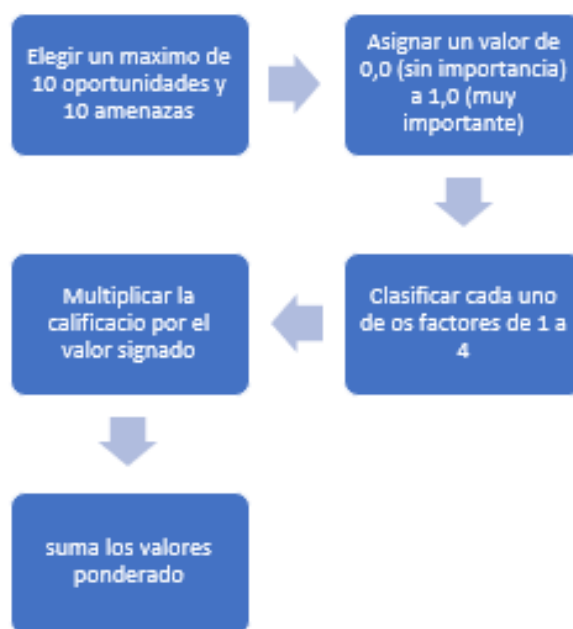 Elegir un maximo de
10 oportunidades y
10 amenazas
Asignar un valor de
0,0 (sin importancia)
a 1,0 (muy
importante)
Clasificar cada uno
de os factores de 1 a
4
Multiplicar la
calificacio por el
valor signado
suma los valores
ponderado